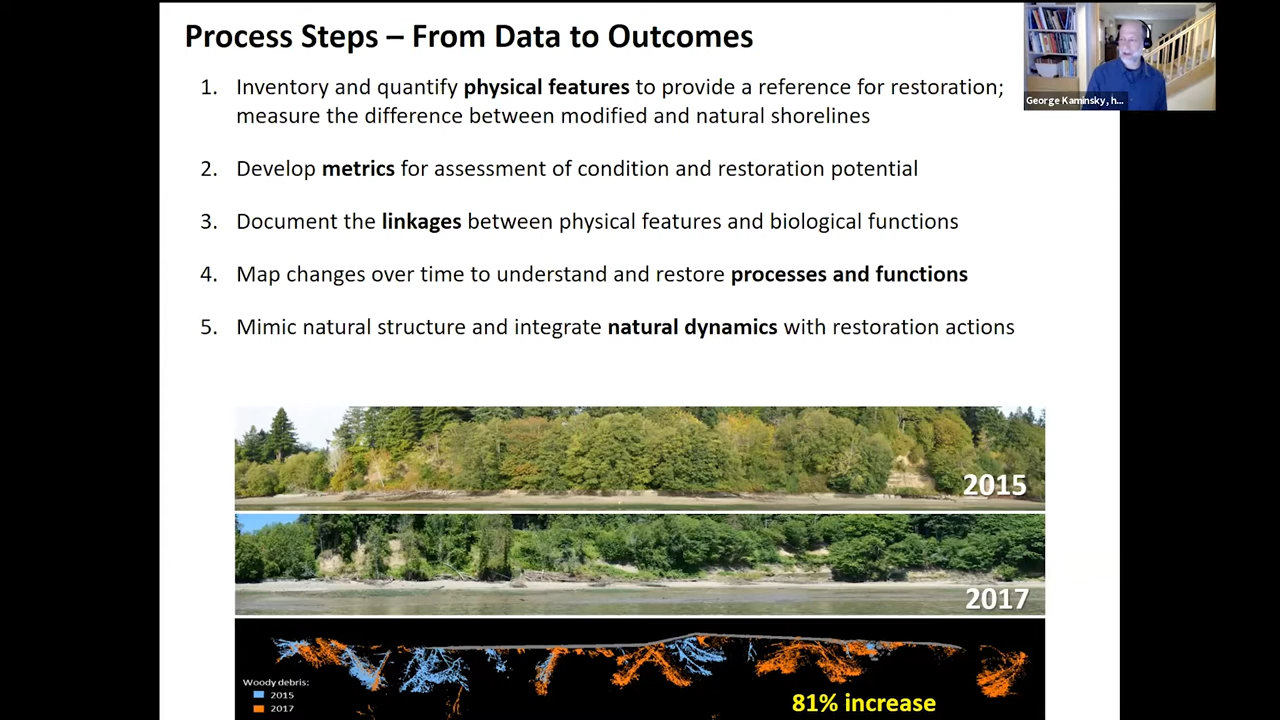 Process Steps – From Data to Outcomes
George Kaminsky, h...
1. Inventory and quantify physical features to provide a reference for restoration;
measure the difference between modified and natural shorelines
2. Develop metrics for assessment of condition and restoration potential
3. Document the linkages between physical features and biological functions
4. Map changes over time to understand and restore processes and functions
5. Mimic natural structure and integrate natural dynamics with restoration actions
2015
2017
Woody debris:
2015
2017
81% increase